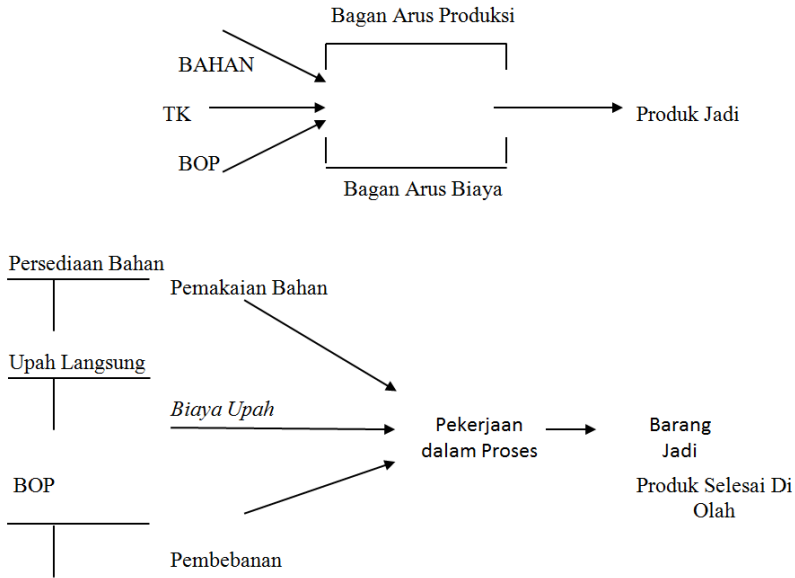 Bagan Arus Produksi
BAHAN
TK
Produk Jadi
BOP
Bagan Arus Biaya
Persediaan Bahan
Pemakaian Bahan
Upah Langsung
Biaya Upah
Pekerjaan
dalam Proses
Barang
Jadi
BOP
Produk Selesai Di
Olah
Pembebanan